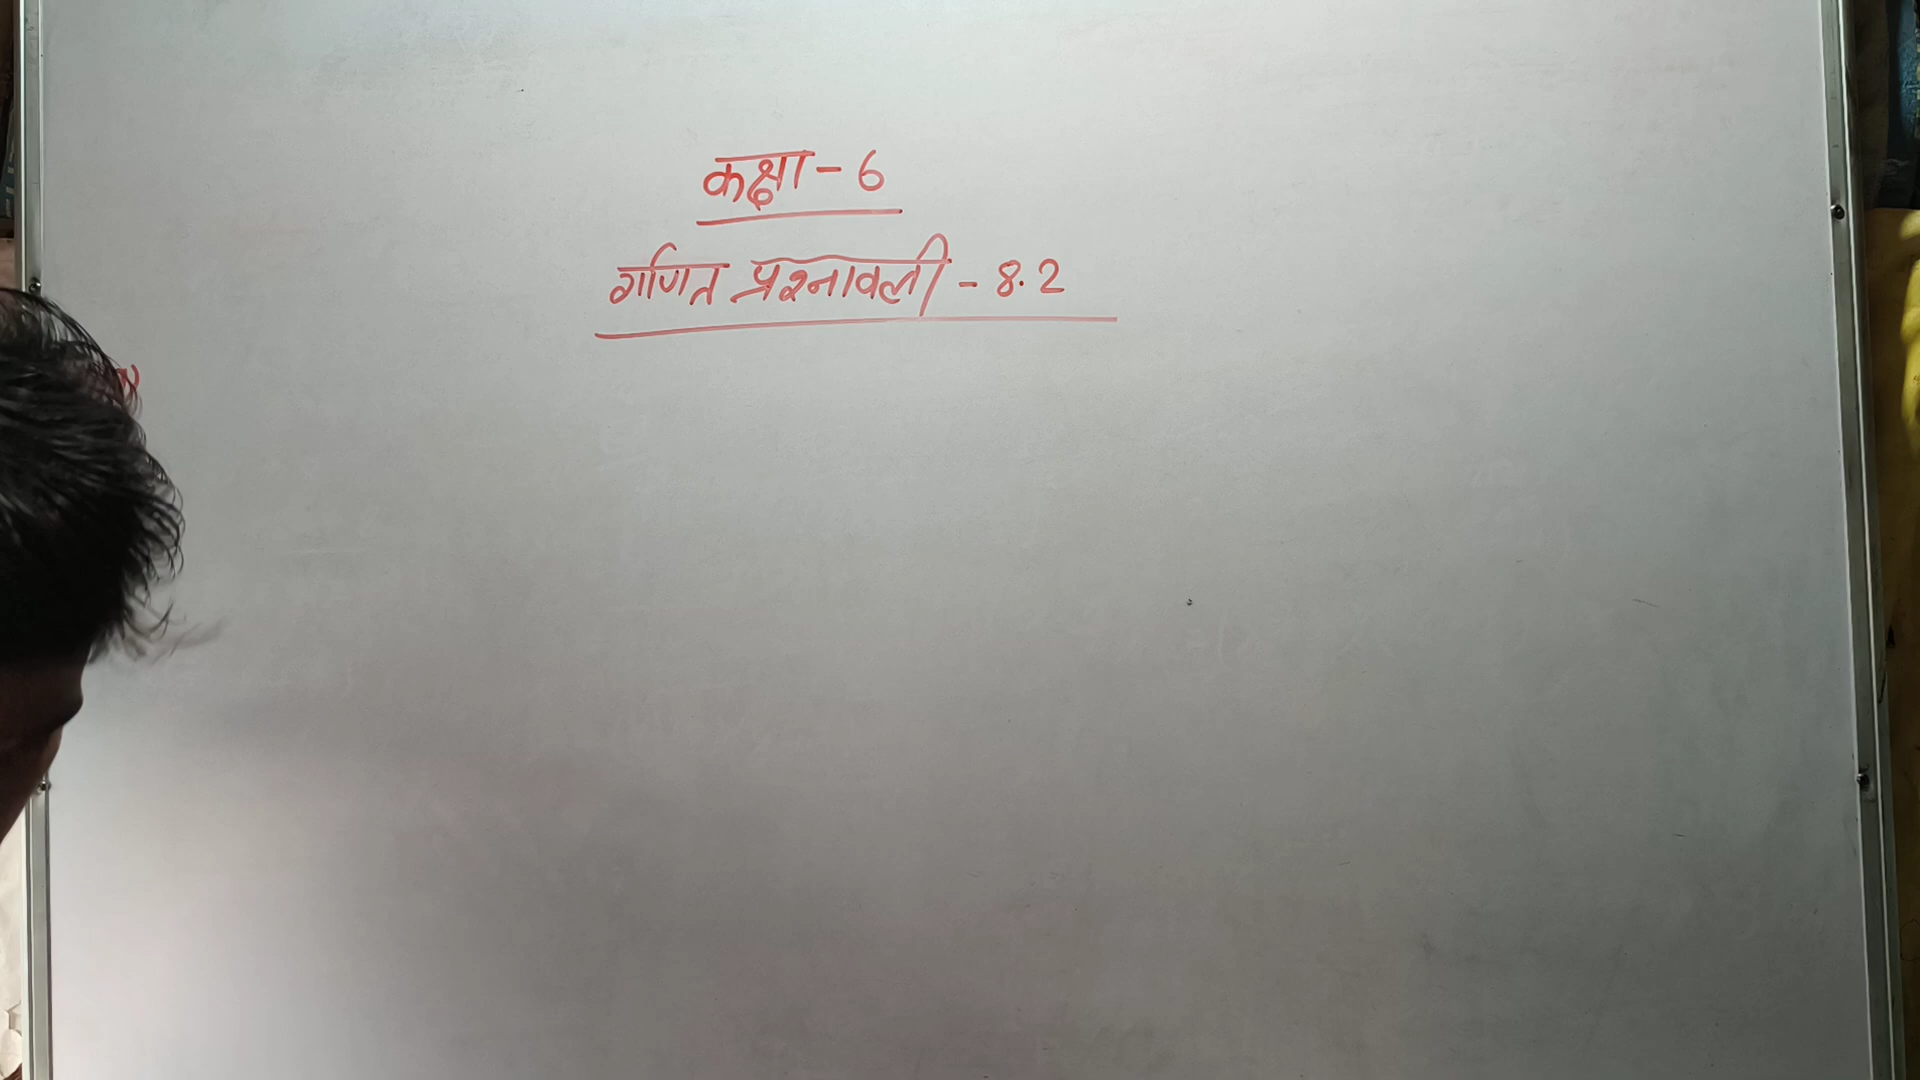 कक्षा - 6
गणित प्रश्नावली - 8.2